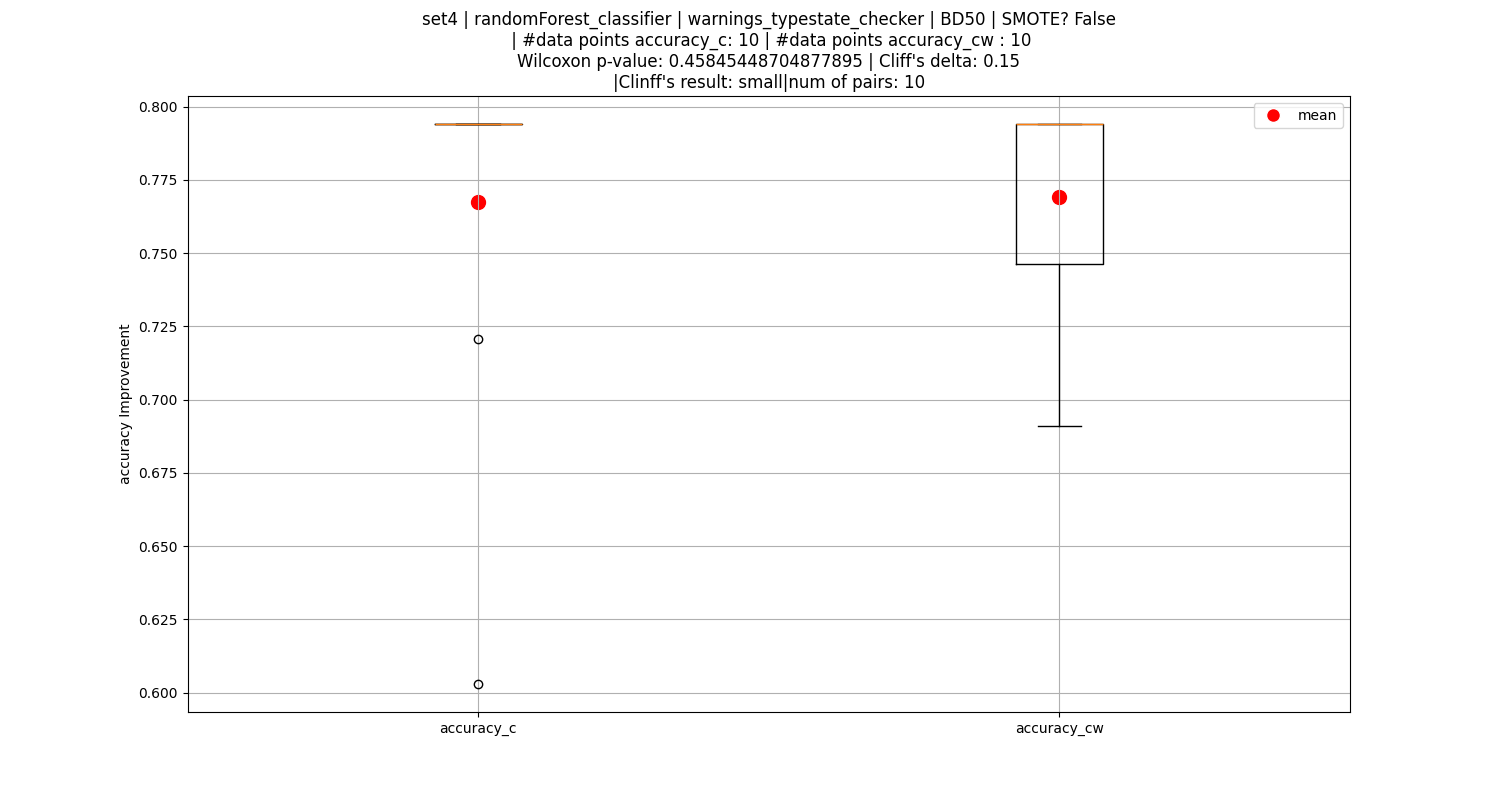 set4 | randomForest_classifier | warnings_typestate_checker | BD50 | SMOTE? False
| #data points accuracy_c: 10 | #data points accuracy_cw : 10
Wilcoxon p-value: 0.45845448704877895 | Cliff's delta: 0.15
|Clinff's result: small|num of pairs: 10
mean
accuracy Improvement
0.800
0.775
0.750
0.725
0.700
0.675
0.650
0.625
0.600
accuracy_c
accuracy_cw